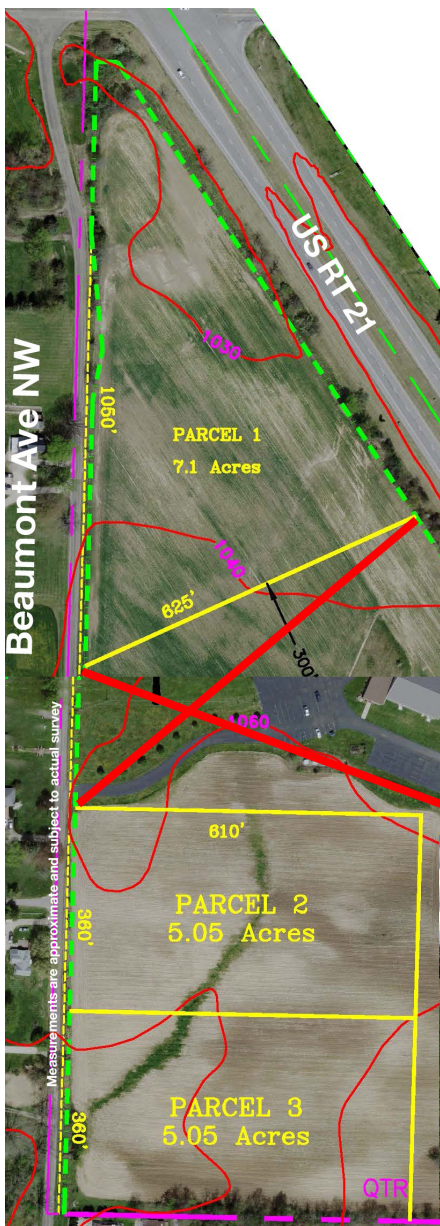 US RT 21
1030
Beaumont Ave NW
1050'
PARCEL 1
7.1 Acres
1040
625'
300'
Measurements are approximate and subject to actual survey
1060
610'
360'
PARCEL 2
5.05 Acres
360'
PARCEL 3
5.05 Acres
QTR